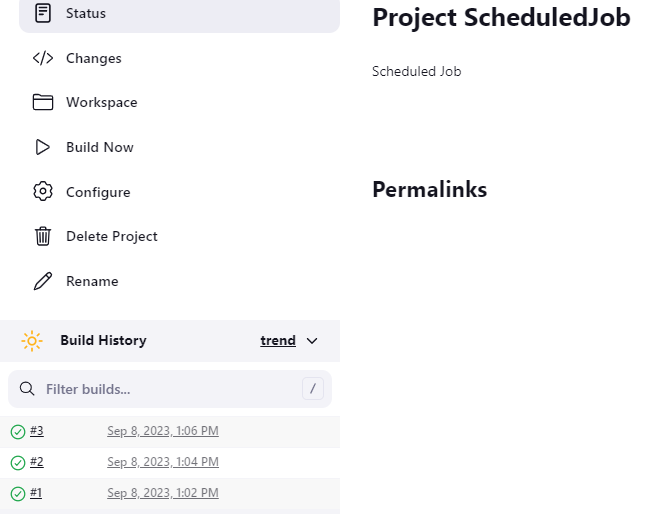 Status
Changes
Workspace
Build Now
Configure
Delete Project
Rename
Build History trend
Filter builds... /
#3 Sep 8, 2023, 1:06 PM
#2 Sep 8, 2023, 1:04 PM
#1 Sep 8, 2023, 1:02 PM
Project ScheduledJob
Scheduled Job
Permalinks